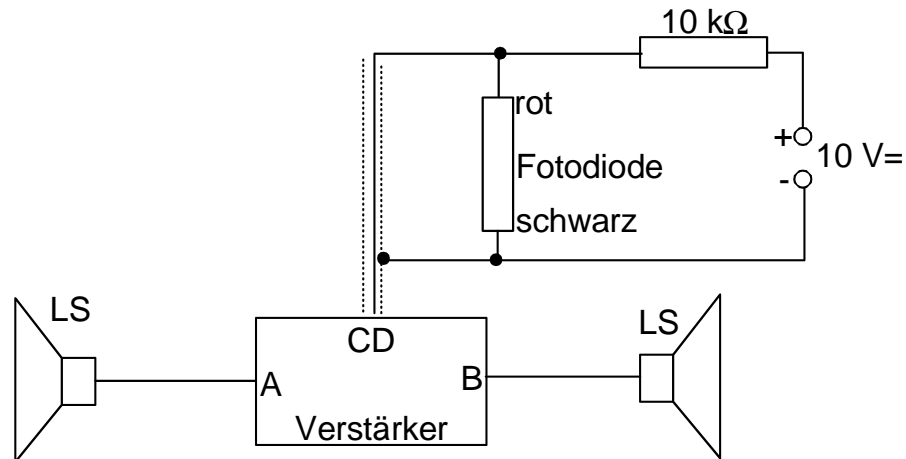 10 kΩ
rot
+
10 V=
Fotodiode
-
schwarz
LS
LS
CD
A
B
Verstärker